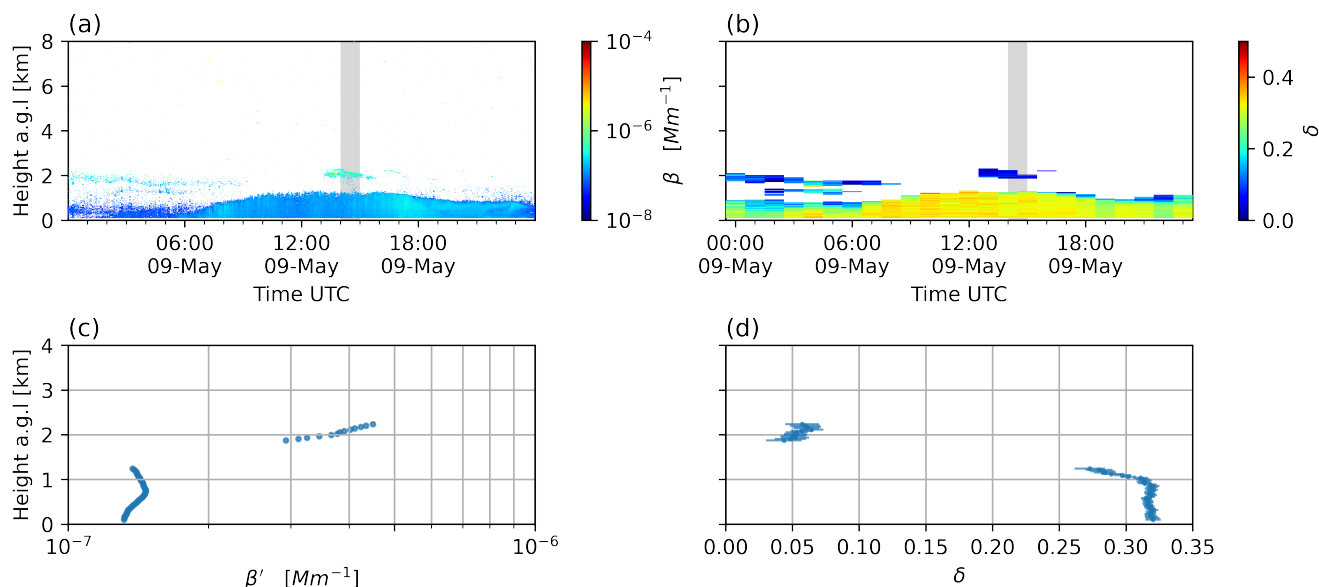 (a)
(b)
Height a.g.l [km]
8
6
4
2
0
06:00
09-May
12:00
09-May
18:00
09-May
Time UTC
10⁻⁴
10⁻⁶
10⁻⁸
β [Mm⁻¹]
00:00
09-May
06:00
09-May
12:00
09-May
18:00
09-May
Time UTC
0.4
0.2
0.0
δ
(c)
(d)
Height a.g.l [km]
4
3
2
1
0
10⁻⁷
10⁻⁶
β′ [Mm⁻¹]
0.00
0.05
0.10
0.15
0.20
0.25
0.30
0.35
δ